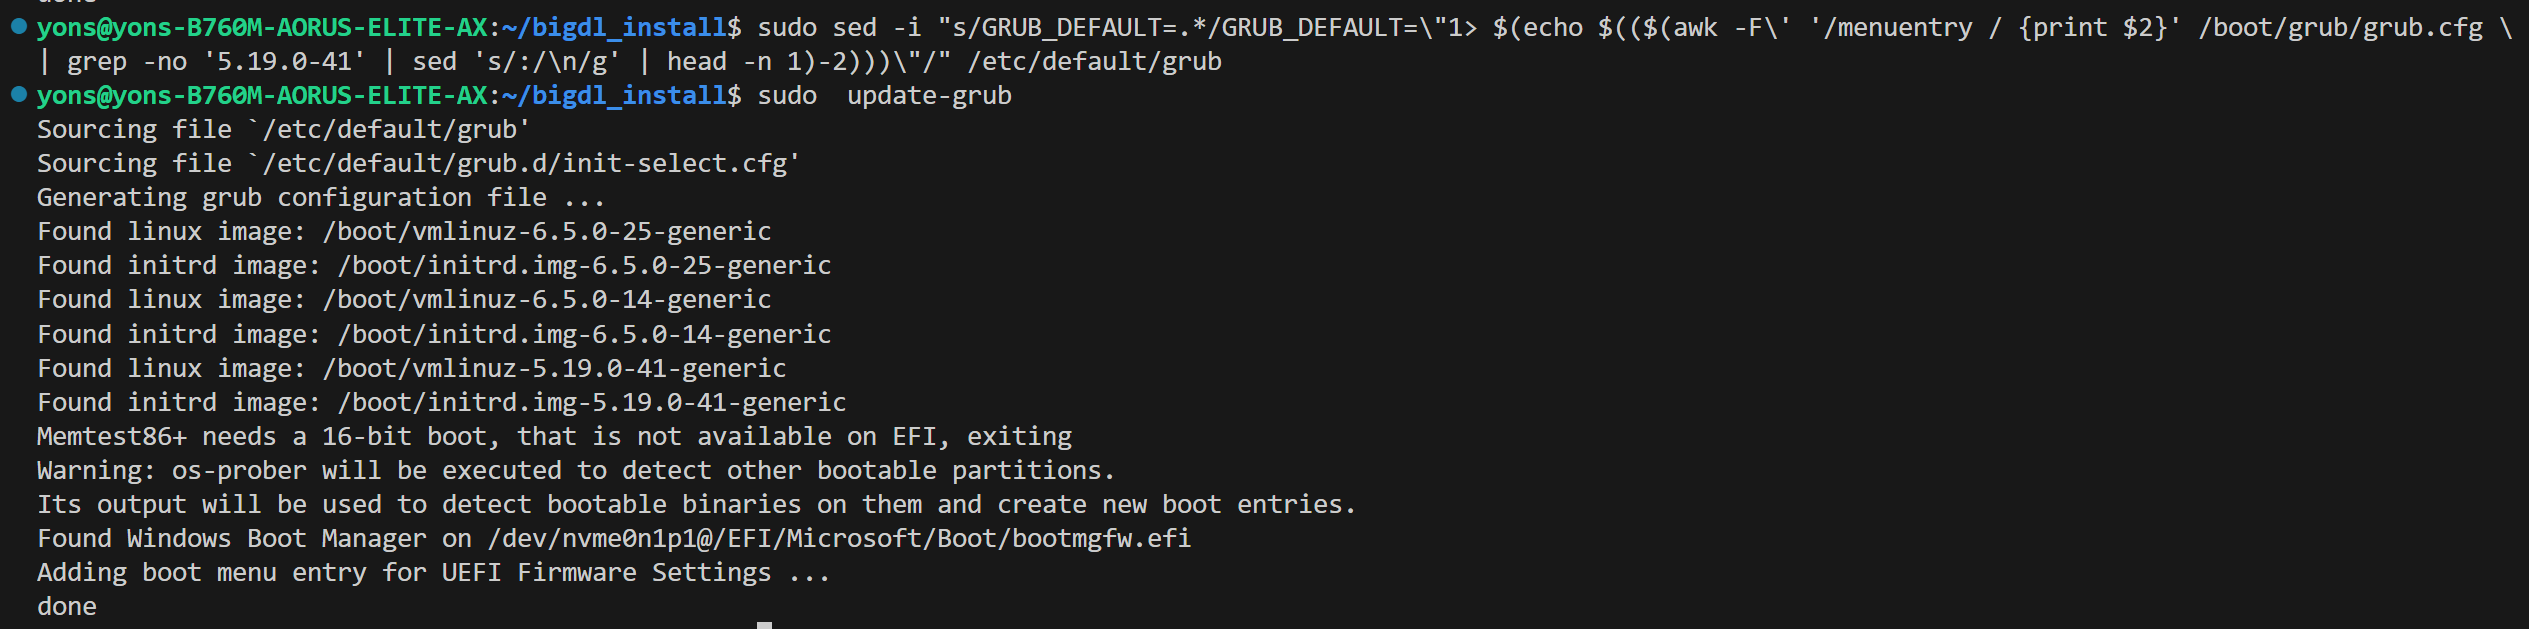 done
yons@yons-B760M-AORUS-ELITE-AX:~/bigdl_install$ sudo sed -i "s/GRUB_DEFAULT=.*/GRUB_DEFAULT=\"1> $(echo $(($(awk -F\' '/menuentry / {print $2}' /boot/grub/grub.cfg \
| grep -no '5.19.0-41' | sed 's/:/\n/g' | head -n 1)-2)))\"/" /etc/default/grub
yons@yons-B760M-AORUS-ELITE-AX:~/bigdl_install$ sudo  update-grub
Sourcing file `/etc/default/grub'
Sourcing file `/etc/default/grub.d/init-select.cfg'
Generating grub configuration file ...
Found linux image: /boot/vmlinuz-6.5.0-25-generic
Found initrd image: /boot/initrd.img-6.5.0-25-generic
Found linux image: /boot/vmlinuz-6.5.0-14-generic
Found initrd image: /boot/initrd.img-6.5.0-14-generic
Found linux image: /boot/vmlinuz-5.19.0-41-generic
Found initrd image: /boot/initrd.img-5.19.0-41-generic
Memtest86+ needs a 16-bit boot, that is not available on EFI, exiting
Warning: os-prober will be executed to detect other bootable partitions.
Its output will be used to detect bootable binaries on them and create new boot entries.
Found Windows Boot Manager on /dev/nvme0n1p1@/EFI/Microsoft/Boot/bootmgfw.efi
Adding boot menu entry for UEFI Firmware Settings ...
done